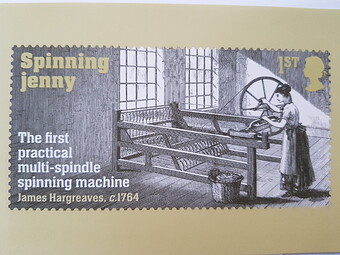 Spinning
jenny
1ST
The first
practical
multi-spindle
spinning machine
James Hargreaves, c.1764